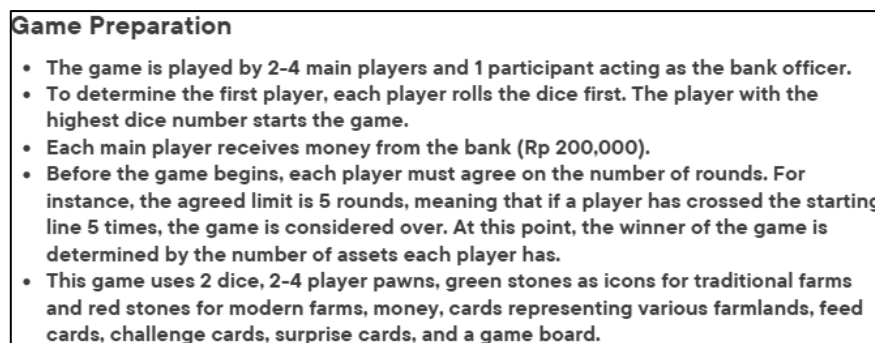 Game Preparation
• The game is played by 2-4 main players and 1 participant acting as the bank officer.
• To determine the first player, each player rolls the dice first. The player with the
highest dice number starts the game.
• Each main player receives money from the bank (Rp 200,000).
• Before the game begins, each player must agree on the number of rounds. For
instance, the agreed limit is 5 rounds, meaning that if a player has crossed the starting
line 5 times, the game is considered over. At this point, the winner of the game is
determined by the number of assets each player has.
• This game uses 2 dice, 2-4 player pawns, green stones as icons for traditional farms
and red stones for modern farms, money, cards representing various farmlands, feed
cards, challenge cards, surprise cards, and a game board.